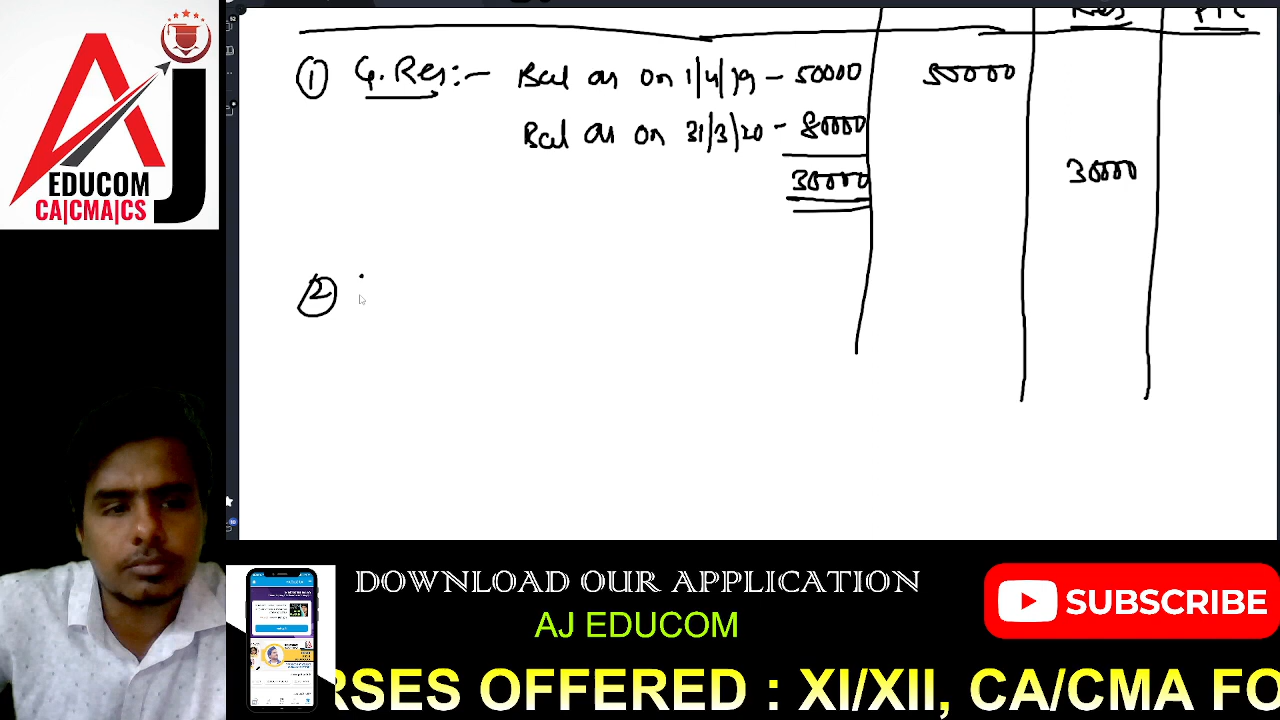 Res P/L
① G. Res :- Bal as on 1/4/19 - 50000 50000
Bal as on 31/3/20 - 80000
30000 30000
②
AJ
EDUCOM
CA|CMA|CS
DOWNLOAD OUR APPLICATION
AJ EDUCOM
SUBSCRIBE
RSES OFFERED : XI/XII, CA/CMA FO